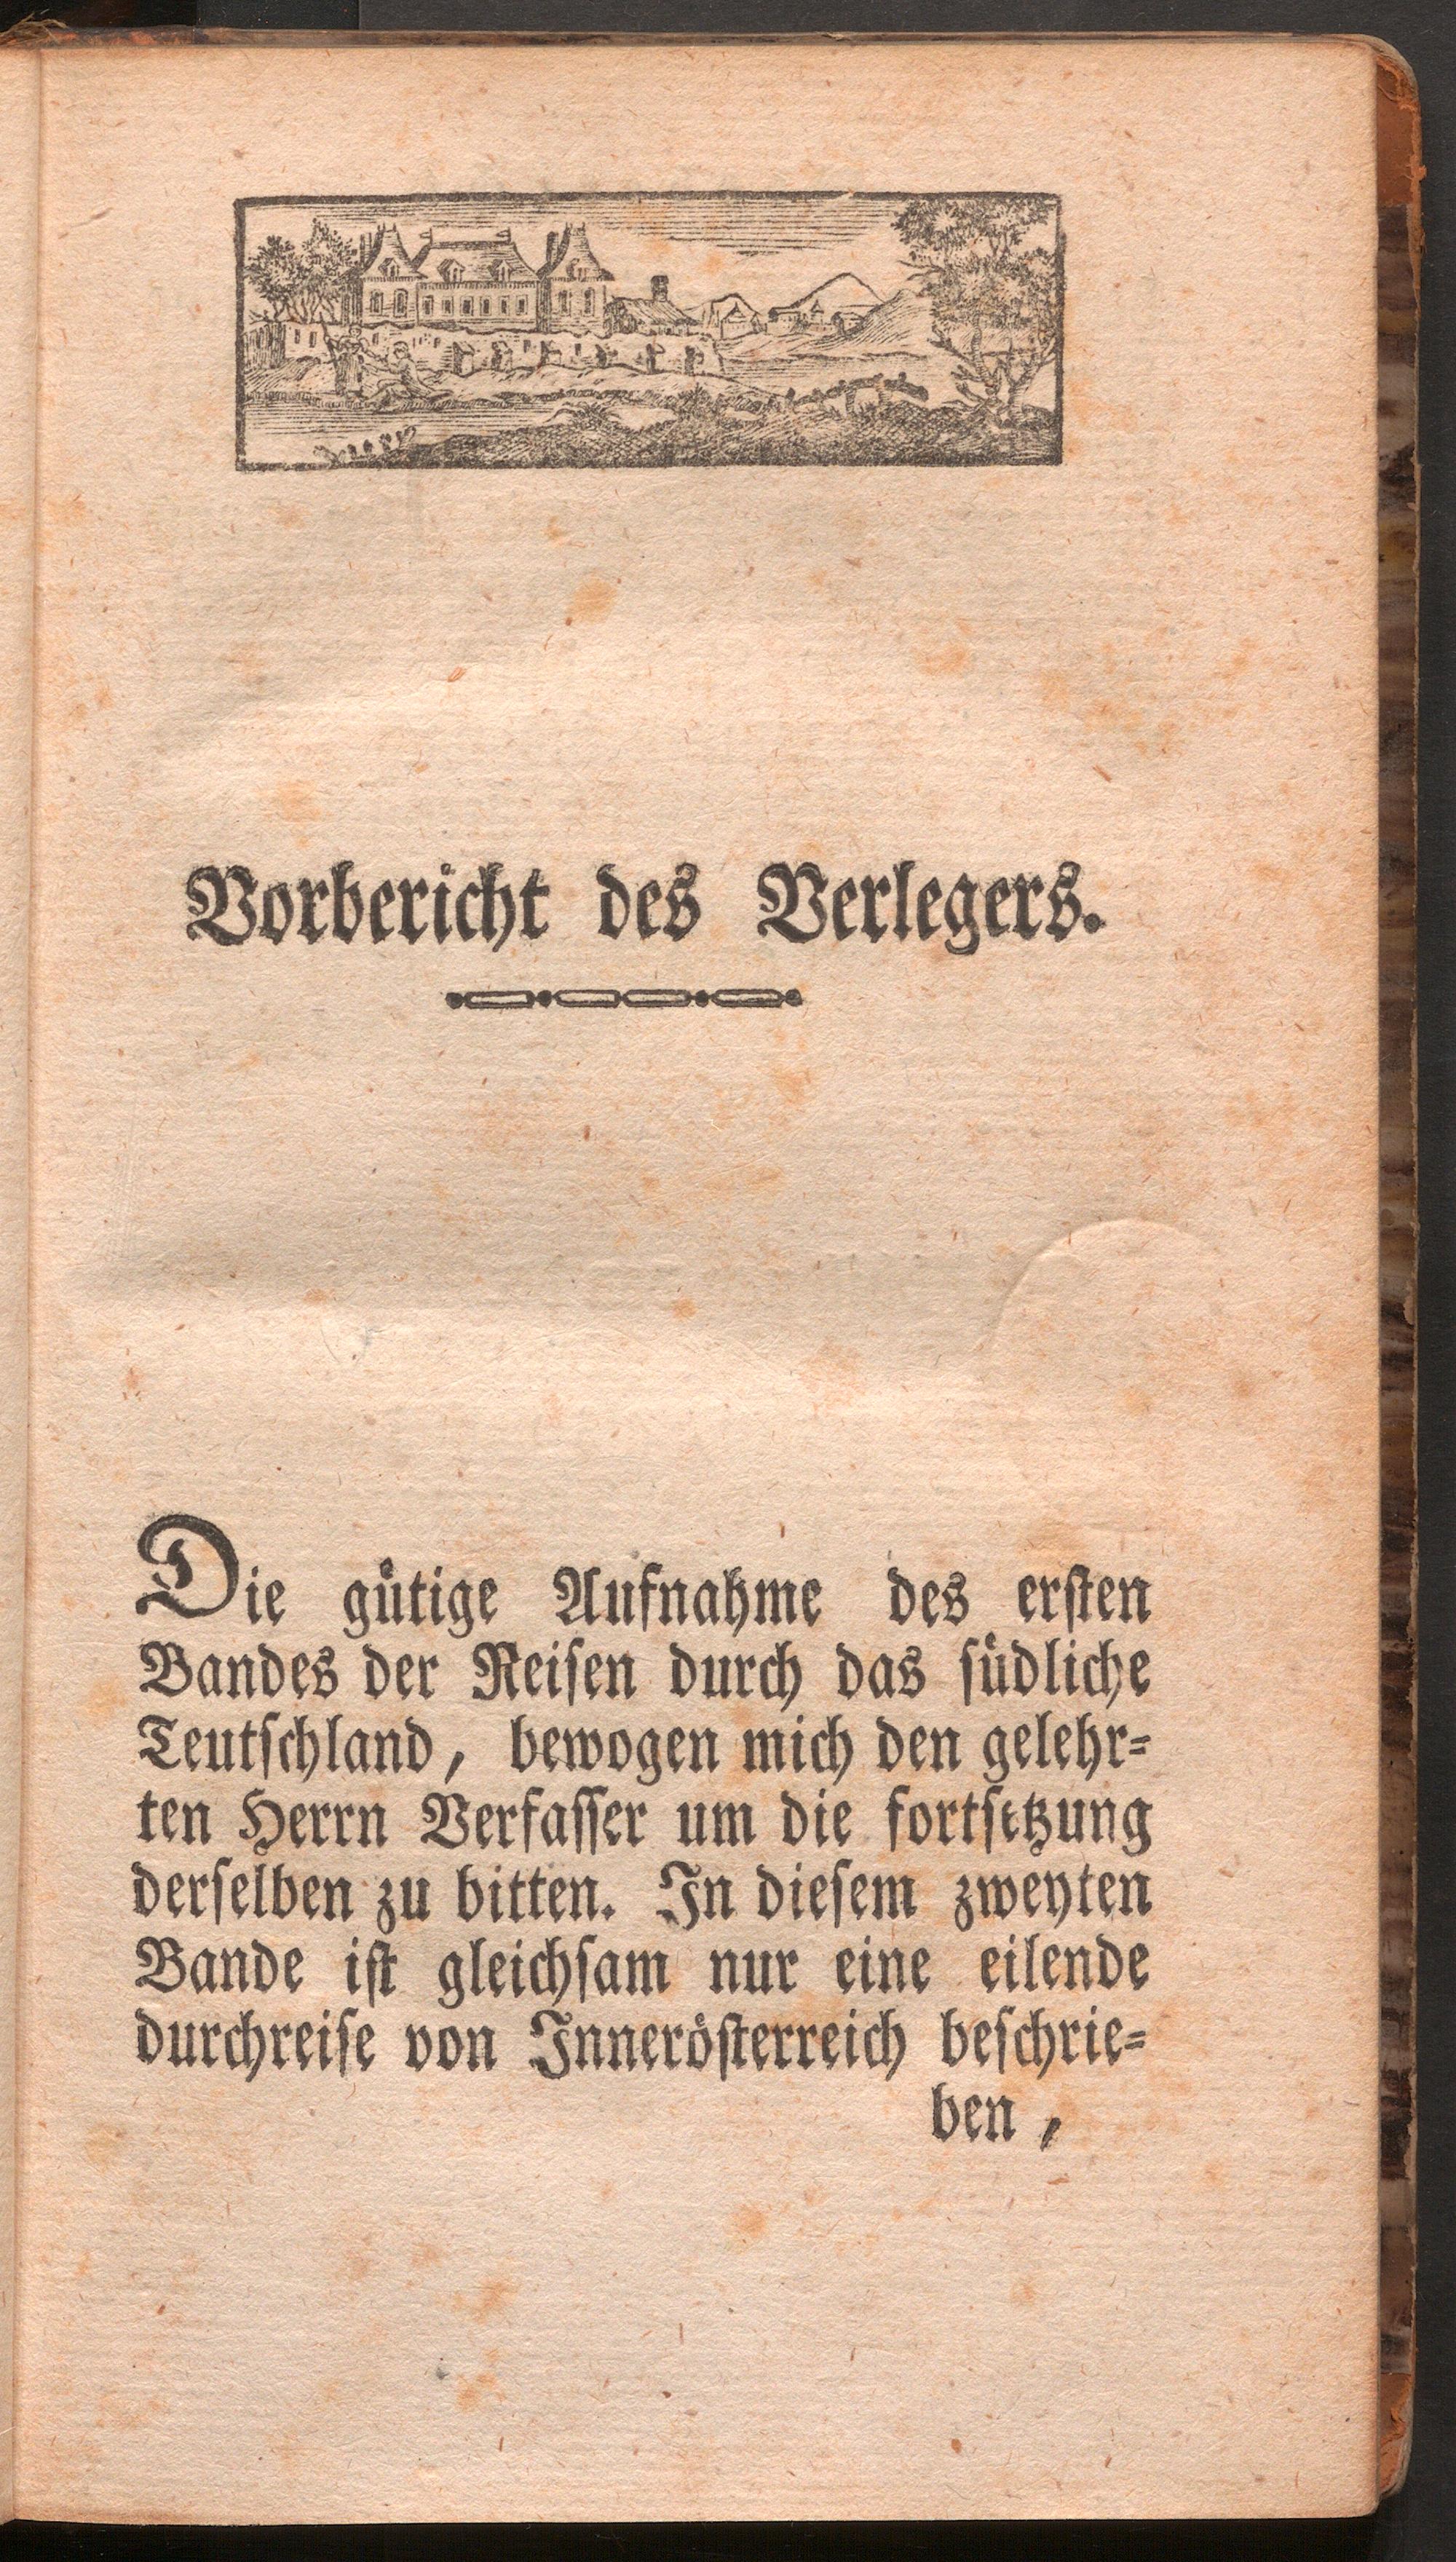 Vorbericht des Verlegers.
Die gütige Aufnahme des ersten
Bandes der Reisen durch das südliche
Teutschland, bewogen mich den gelehr=
ten Herrn Verfasser um die fortsetzung
derselben zu bitten. In diesem zweyten
Bande ist gleichsam nur eine eilende
durchreise von Innerösterreich beschrie=
ben,